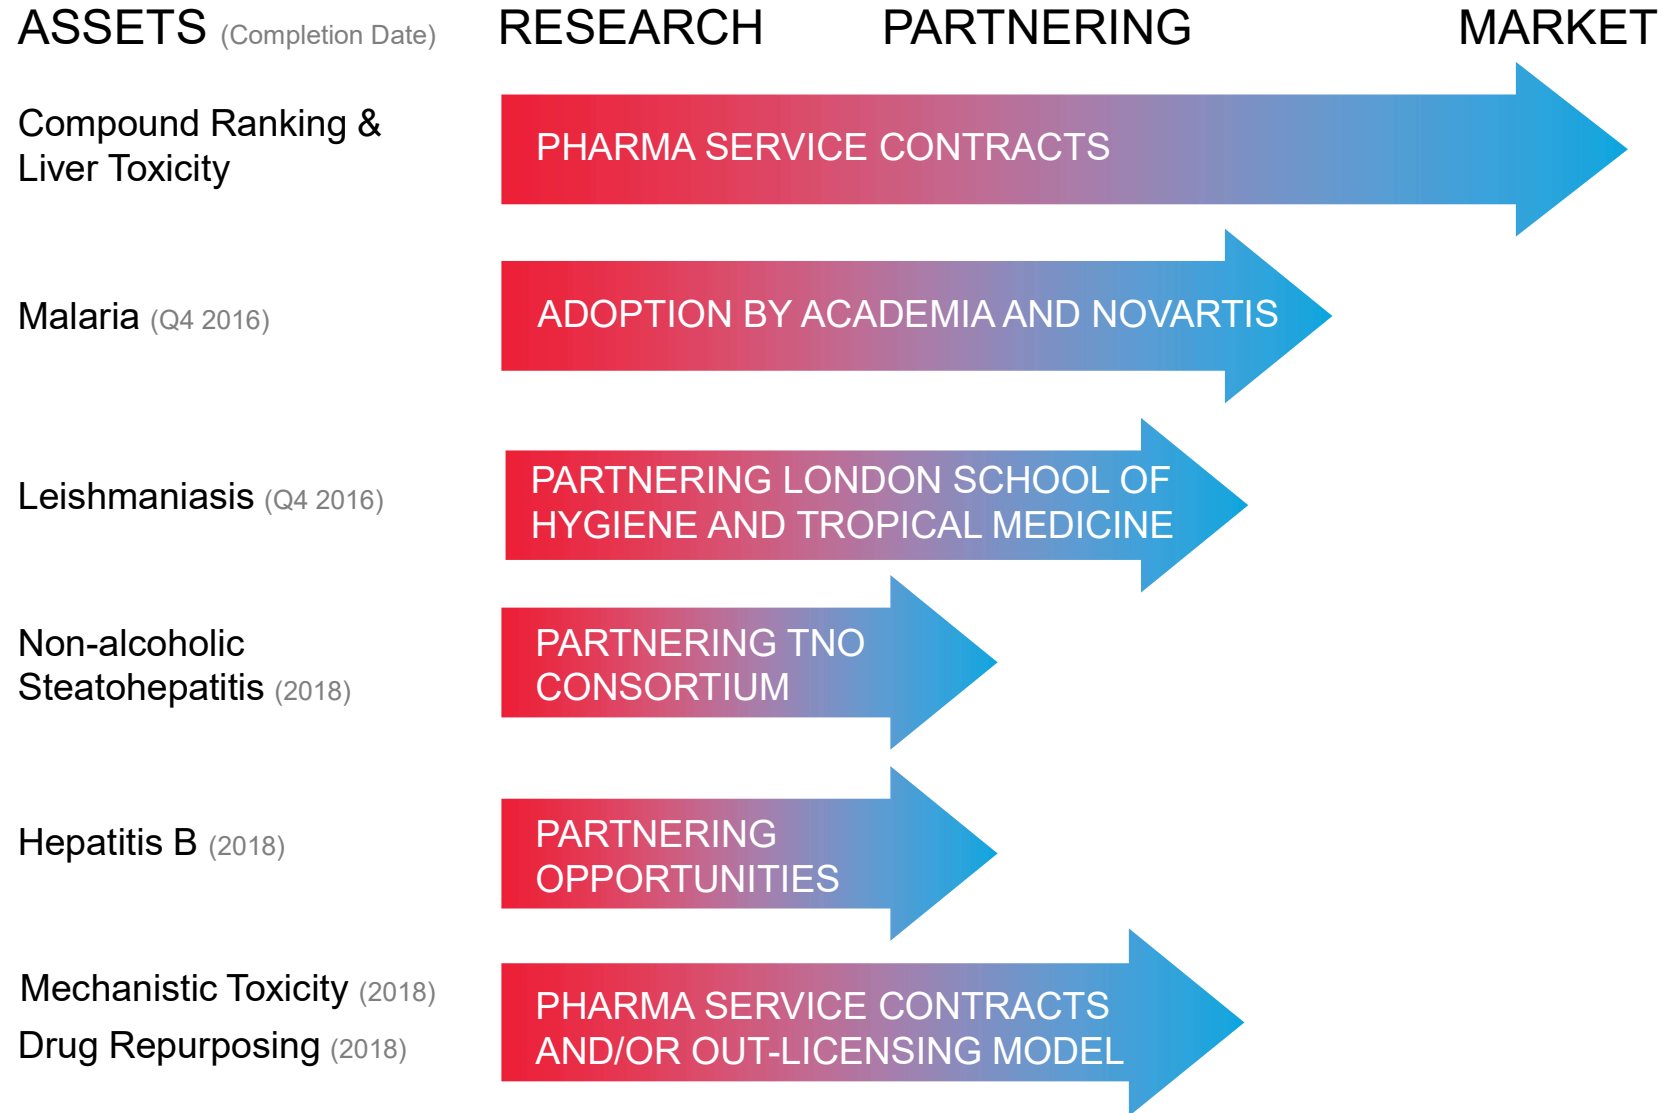 ASSETS (Completion Date) RESEARCH PARTNERING MARKET
Compound Ranking &
Liver Toxicity
PHARMA SERVICE CONTRACTS
Malaria (Q4 2016)
ADOPTION BY ACADEMIA AND NOVARTIS
Leishmaniasis (Q4 2016)
PARTNERING LONDON SCHOOL OF
HYGIENE AND TROPICAL MEDICINE
Non-alcoholic
Steatohepatitis (2018)
PARTNERING TNO
CONSORTIUM
Hepatitis B (2018)
PARTNERING
OPPORTUNITIES
Mechanistic Toxicity (2018)
Drug Repurposing (2018)
PHARMA SERVICE CONTRACTS
AND/OR OUT-LICENSING MODEL